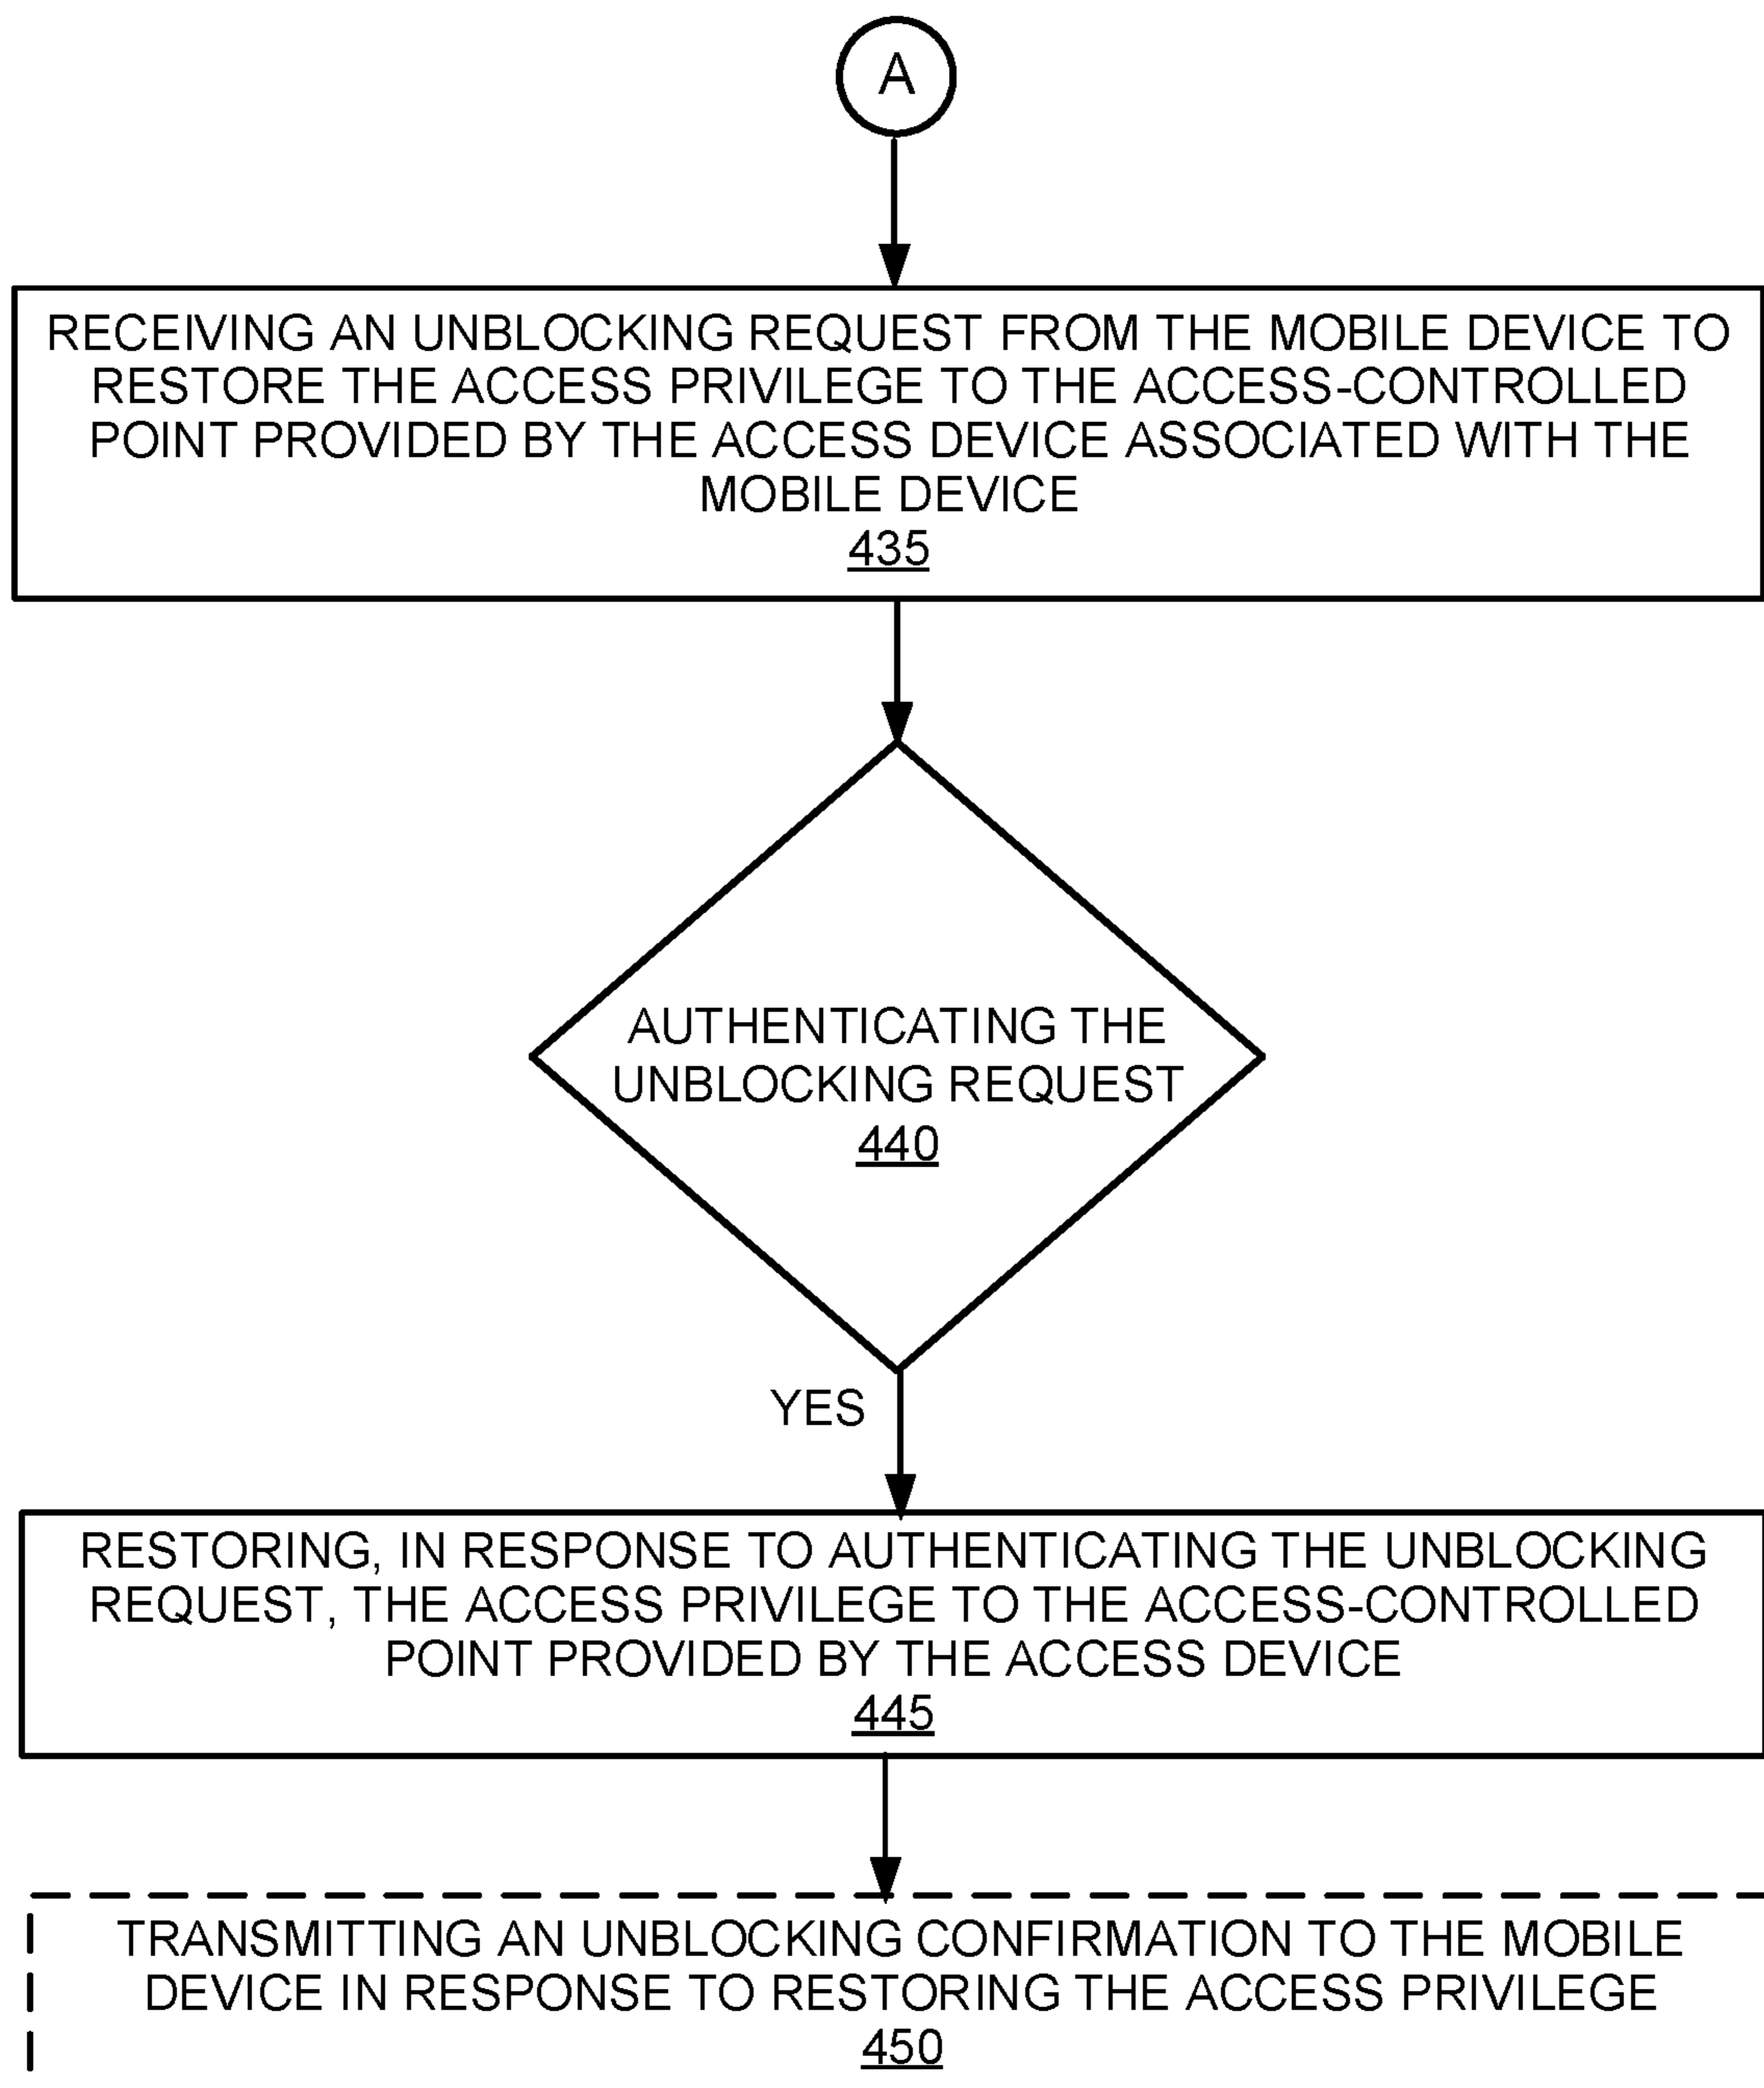 A
RECEIVING AN UNBLOCKING REQUEST FROM THE MOBILE DEVICE TO
RESTORE THE ACCESS PRIVILEGE TO THE ACCESS-CONTROLLED
POINT PROVIDED BY THE ACCESS DEVICE ASSOCIATED WITH THE
MOBILE DEVICE
435
AUTHENTICATING THE
UNBLOCKING REQUEST
440
YES
RESTORING, IN RESPONSE TO AUTHENTICATING THE UNBLOCKING
REQUEST, THE ACCESS PRIVILEGE TO THE ACCESS-CONTROLLED
POINT PROVIDED BY THE ACCESS DEVICE
445
TRANSMITTING AN UNBLOCKING CONFIRMATION TO THE MOBILE
DEVICE IN RESPONSE TO RESTORING THE ACCESS PRIVILEGE
450